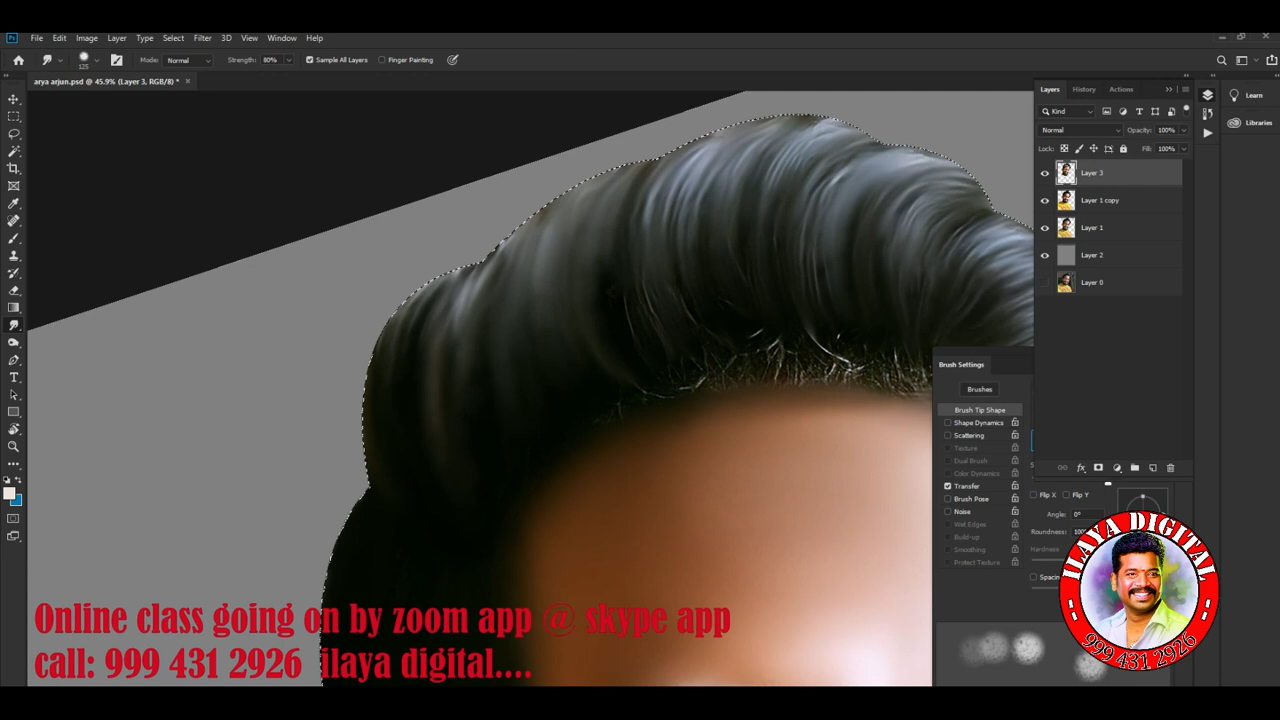 Ps File Edit Image Layer Type Select Filter 3D View Window Help
125 Mode: Normal Strength: 80% Sample All Layers Finger Painting
arya arjun.psd @ 45.9% (Layer 3, RGB/8) * ×
Layers History Actions
Learn
Kind
Libraries
Normal Opacity: 100%
Lock: Fill: 100%
Layer 3
Layer 1 copy
Layer 1
Layer 2
Layer 0
Brush Settings
Brushes
Brush Tip Shape
Shape Dynamics
Scattering
Texture
Dual Brush
Color Dynamics
Transfer
Brush Pose
Noise
Wet Edges
Build-up
Smoothing
Protect Texture
Flip X Flip Y
Angle: 0°
Roundness:
Hardness
Spacing
ILAYA DIGITAL
999 431 2926
Online class going on by zoom app @ skype app
call: 999 431 2926 ilaya digital....